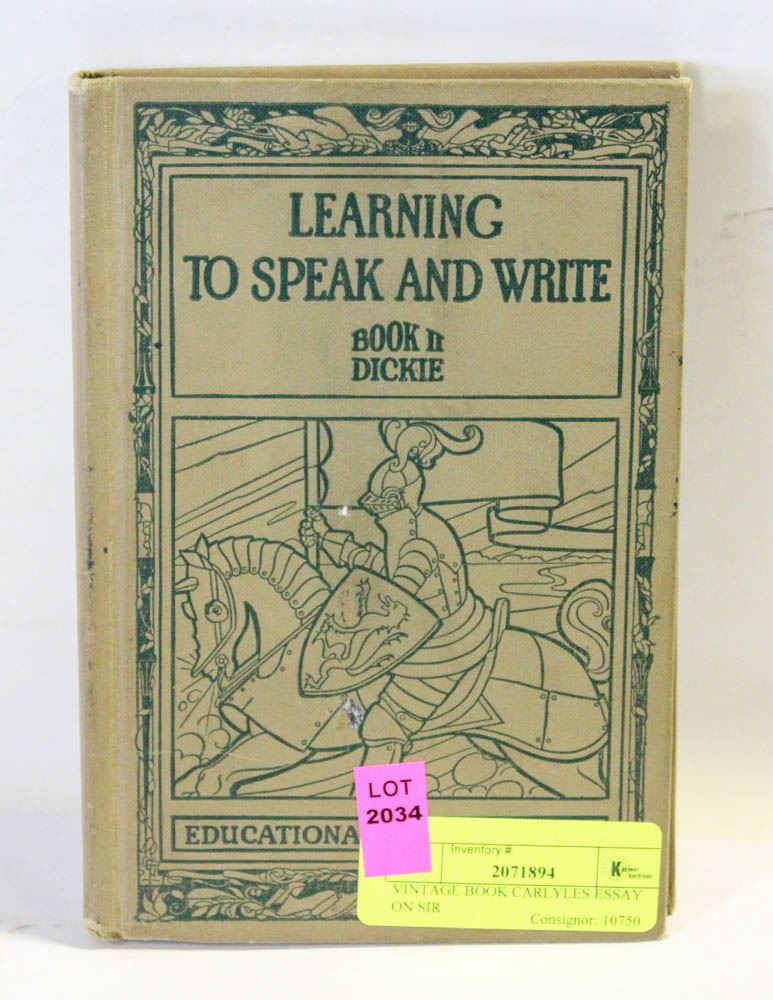 LEARNING
TO SPEAK AND WRITE
BOOK II
DICKIE
EDUCATIONA
LOT
2034
Inventory #:
2071894
VINTAGE BOOK CARLYLES ESSAY
ON SIR
Consignor: 10750